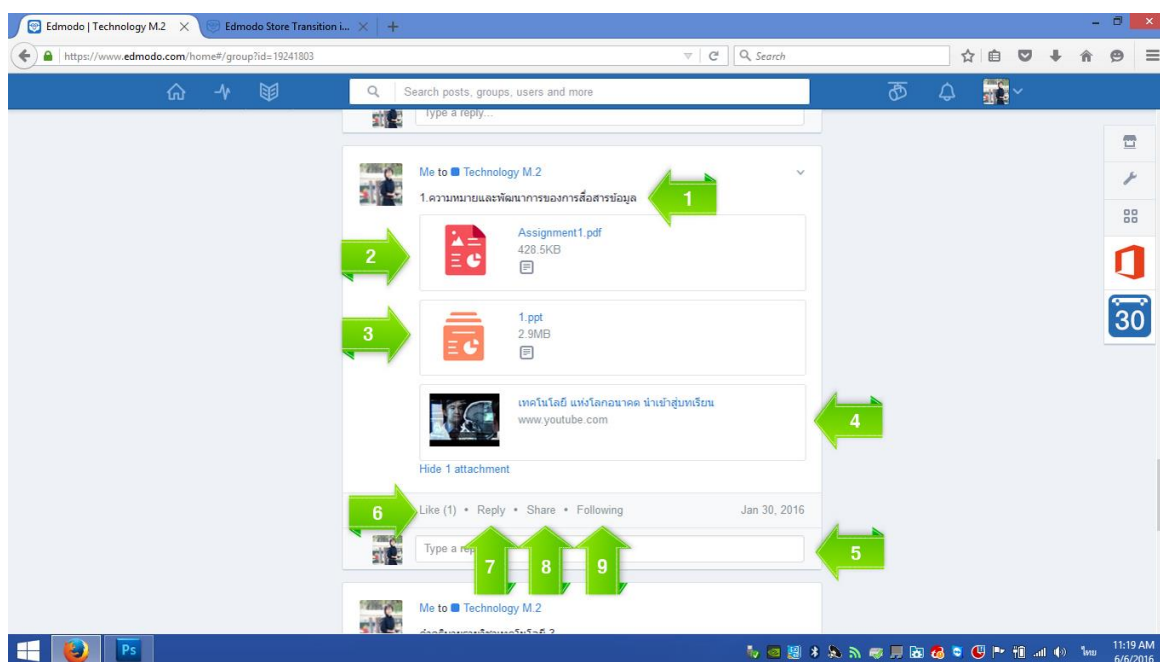 Edmodo | Technology M.2
Edmodo Store Transition i...
https://www.edmodo.com/home#/group?id=19241803
Search
Search posts, groups, users and more
Type a reply...
Me to Technology M.2
1.ความหมายและพัฒนาการของการสื่อสารข้อมูล
1
2
Assignment1.pdf
428.5KB
3
1.ppt
2.9MB
30
เทคโนโลยี แห่งโลกอนาคต นำเข้าสู่บทเรียน
www.youtube.com
4
Hide 1 attachment
6
Like (1) • Reply • Share • Following
Jan 30, 2016
Type a rep
5
7
8
9
Me to Technology M.2
Ps
ไทย
11:19 AM
6/6/2016